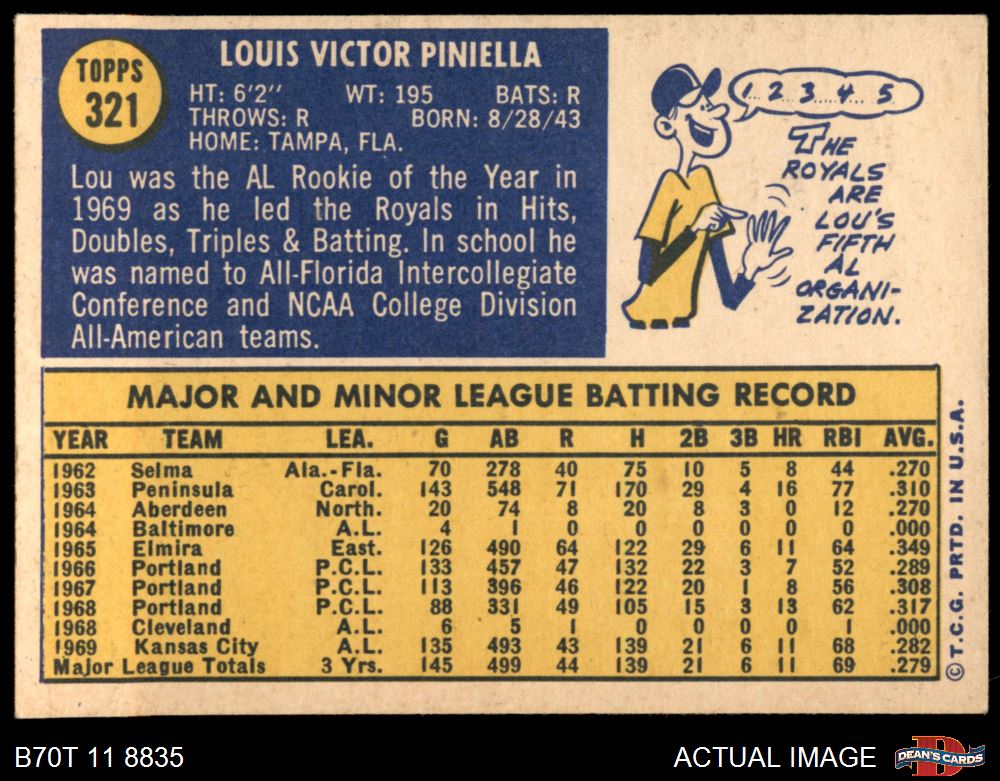 TOPPS
321
LOUIS VICTOR PINIELLA
HT: 6'2" WT: 195 BATS: R
THROWS: R BORN: 8/28/43
HOME: TAMPA, FLA.
Lou was the AL Rookie of the Year in
1969 as he led the Royals in Hits,
Doubles, Triples & Batting. In school he
was named to All-Florida Intercollegiate
Conference and NCAA College Division
All-American teams.
1...2...3....4...5
THE
ROYALS
ARE
LOU'S
FIFTH
AL
ORGANI-
ZATION.
MAJOR AND MINOR LEAGUE BATTING RECORD
YEAR TEAM LEA. G AB R H 2B 3B HR RBI AVG.
1962 Selma Ala.-Fla. 70 278 40 75 10 5 8 44 .270
1963 Peninsula Carol. 143 548 71 170 29 4 16 77 .310
1964 Aberdeen North. 20 74 8 20 8 3 0 12 .270
1964 Baltimore A.L. 4 1 0 0 0 0 0 0 .000
1965 Elmira East. 126 490 64 122 29 6 11 64 .349
1966 Portland P.C.L. 133 457 47 132 22 3 7 52 .289
1967 Portland P.C.L. 113 396 46 122 20 1 8 56 .308
1968 Portland P.C.L. 88 331 49 105 15 3 13 62 .317
1968 Cleveland A.L. 6 5 1 0 0 0 0 1 .000
1969 Kansas City A.L. 135 493 43 139 21 6 11 68 .282
Major League Totals 3 Yrs. 145 499 44 139 21 6 11 69 .279
© T.C.G. PRTD. IN U.S.A.
B70T 11 8835
ACTUAL IMAGE
DEAN'S CARDS